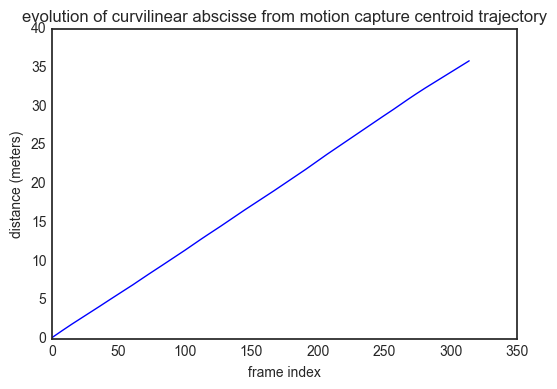 evolution of curvilinear abscisse from motion capture centroid trajectory
40
35
30
25
20
15
10
5
0
distance (meters)
0 50 100 150 200 250 300 350
frame index